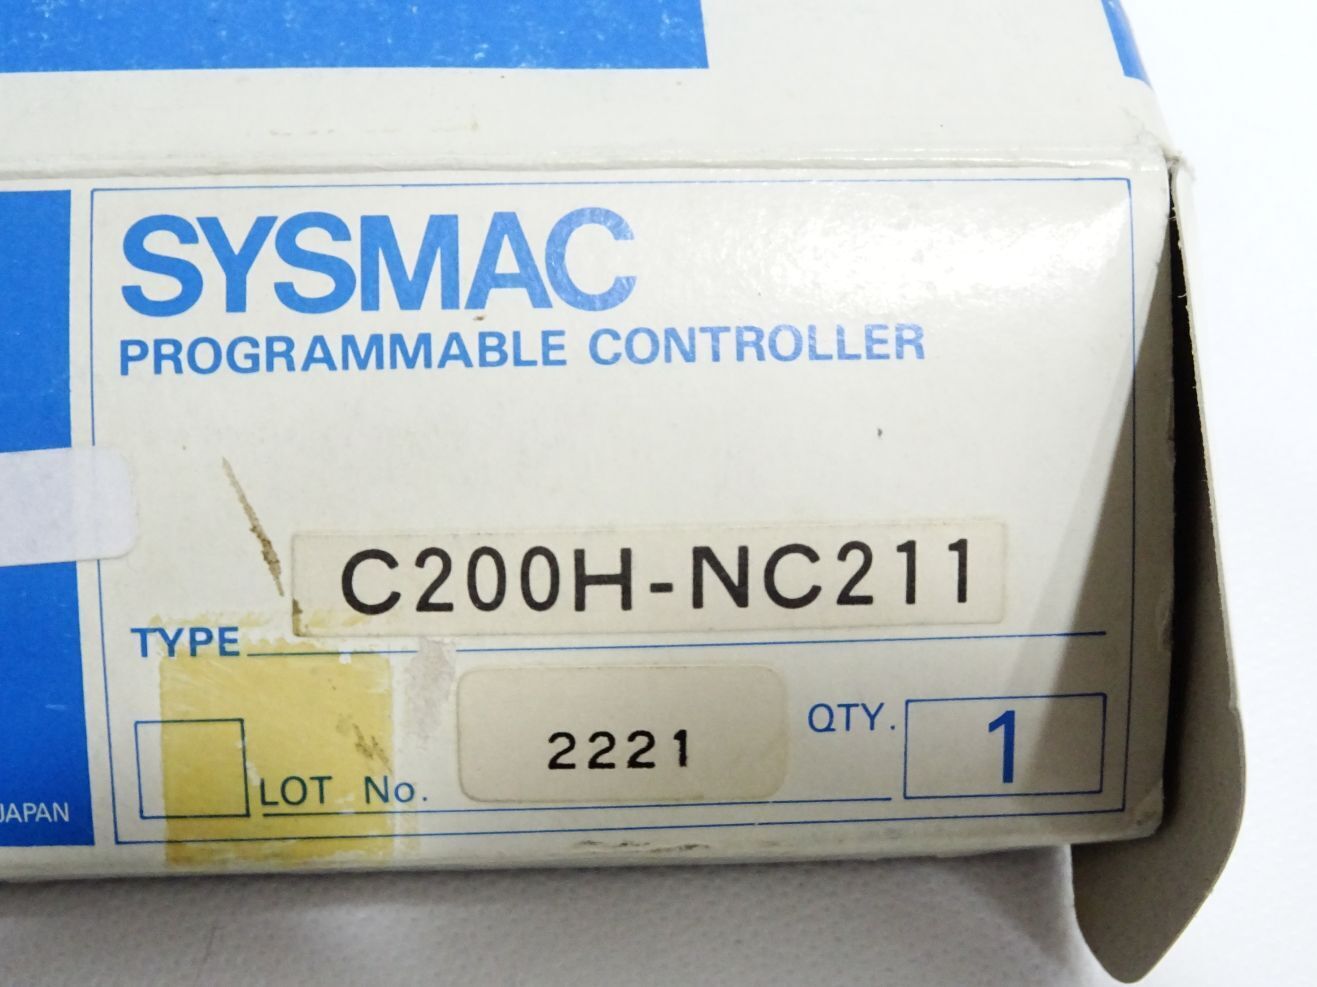 SYSMAC
PROGRAMMABLE CONTROLLER
C200H-NC211
TYPE
2221
QTY. 1
LOT No.
JAPAN